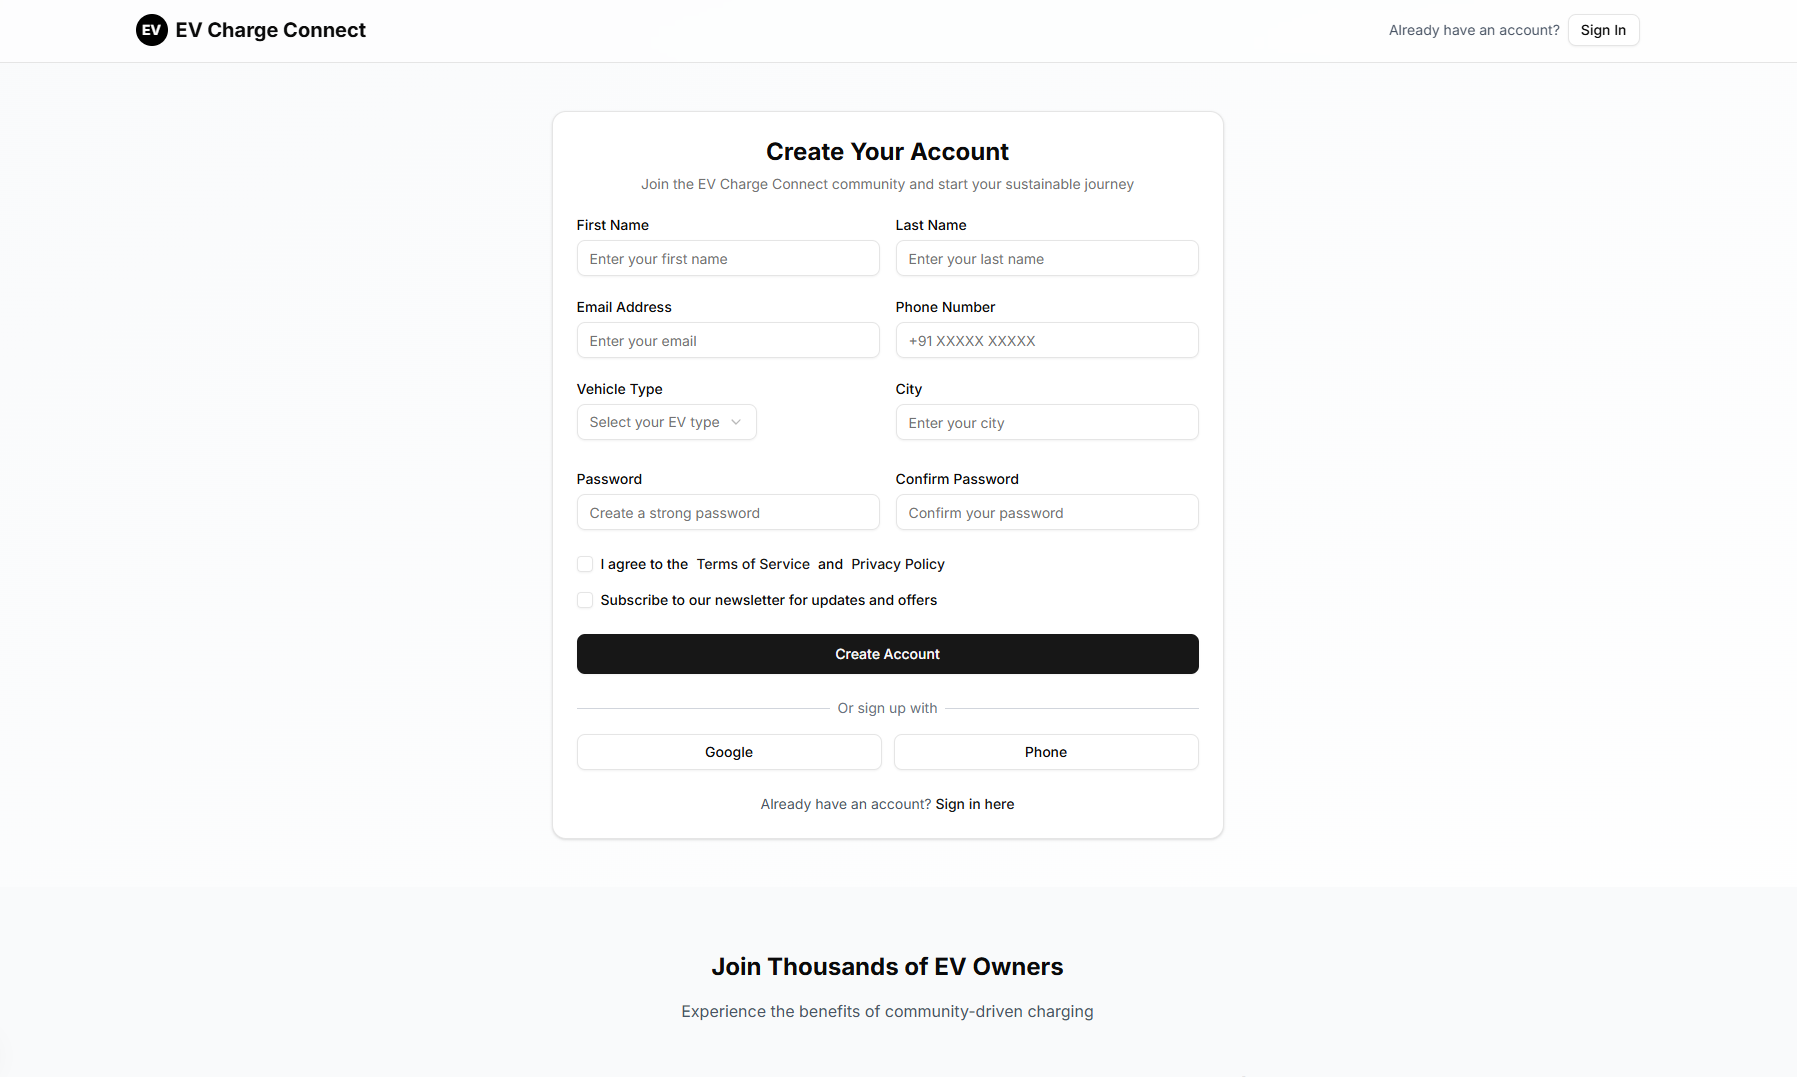 EV EV Charge Connect
Already have an account? Sign In
Create Your Account
Join the EV Charge Connect community and start your sustainable journey
First Name
Last Name
Enter your first name
Enter your last name
Email Address
Phone Number
Enter your email
+91 XXXXX XXXXX
Vehicle Type
City
Select your EV type
Enter your city
Password
Confirm Password
Create a strong password
Confirm your password
I agree to the Terms of Service and Privacy Policy
Subscribe to our newsletter for updates and offers
Create Account
Or sign up with
Google
Phone
Already have an account? Sign in here
Join Thousands of EV Owners
Experience the benefits of community-driven charging